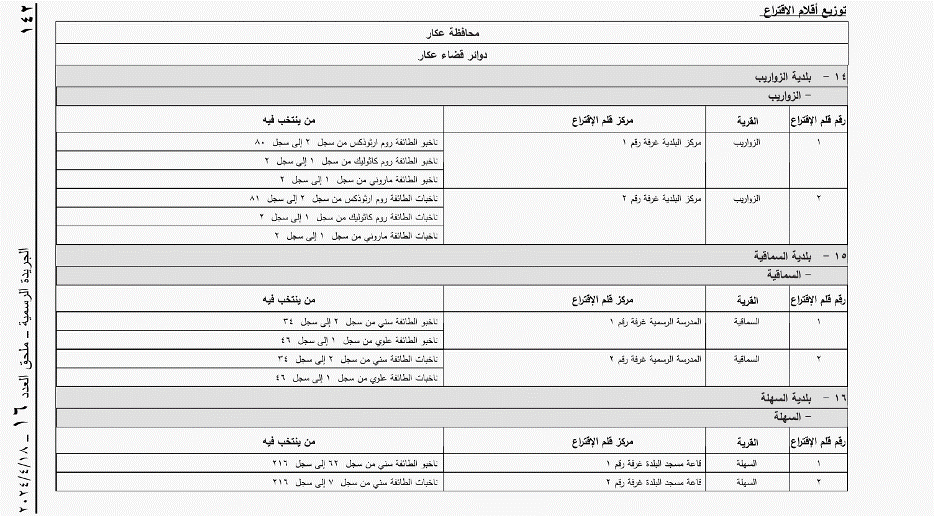 توزيع أقلام الإقتراع
محافظة عكار
دوائر قضاء عكار
١٤ - بلدية الزواريب
- الزواريب
رقم قلم الإقتراع القرية مركز قلم الإقتراع من ينتخب فيه
١ الزواريب مركز البلدية غرفة رقم ١ ناخبو الطائفة روم ارثوذكس من سجل ٢ إلى سجل ٨٠
ناخبو الطائفة روم كاثوليك من سجل ١ إلى سجل ٢
ناخبو الطائفة ماروني من سجل ١ إلى سجل ٢
٢ الزواريب مركز البلدية غرفة رقم ٢ ناخبات الطائفة روم ارثوذكس من سجل ٢ إلى سجل ٨١
ناخبات الطائفة روم كاثوليك من سجل ١ إلى سجل ٢
ناخبات الطائفة ماروني من سجل ١ إلى سجل ٢
١٥ - بلدية السماقية
- السماقية
رقم قلم الإقتراع القرية مركز قلم الإقتراع من ينتخب فيه
١ السماقية المدرسة الرسمية غرفة رقم ١ ناخبو الطائفة سني من سجل ٢ إلى سجل ٣٤
ناخبو الطائفة علوي من سجل ١ إلى سجل ٤٦
٢ السماقية المدرسة الرسمية غرفة رقم ٢ ناخبات الطائفة سني من سجل ٢ إلى سجل ٣٤
ناخبات الطائفة علوي من سجل ١ إلى سجل ٤٦
١٦ - بلدية السهلة
- السهلة
رقم قلم الإقتراع القرية مركز قلم الإقتراع من ينتخب فيه
١ السهلة قاعة مسجد البلدة غرفة رقم ١ ناخبو الطائفة سني من سجل ٦٢ إلى سجل ٢١٦
٢ السهلة قاعة مسجد البلدة غرفة رقم ٢ ناخبات الطائفة سني من سجل ٧ إلى سجل ٢١٦
١٤٢ الجريدة الرسمية – ملحق العدد ١٦ – ٢٠٢٤/٤/١٨